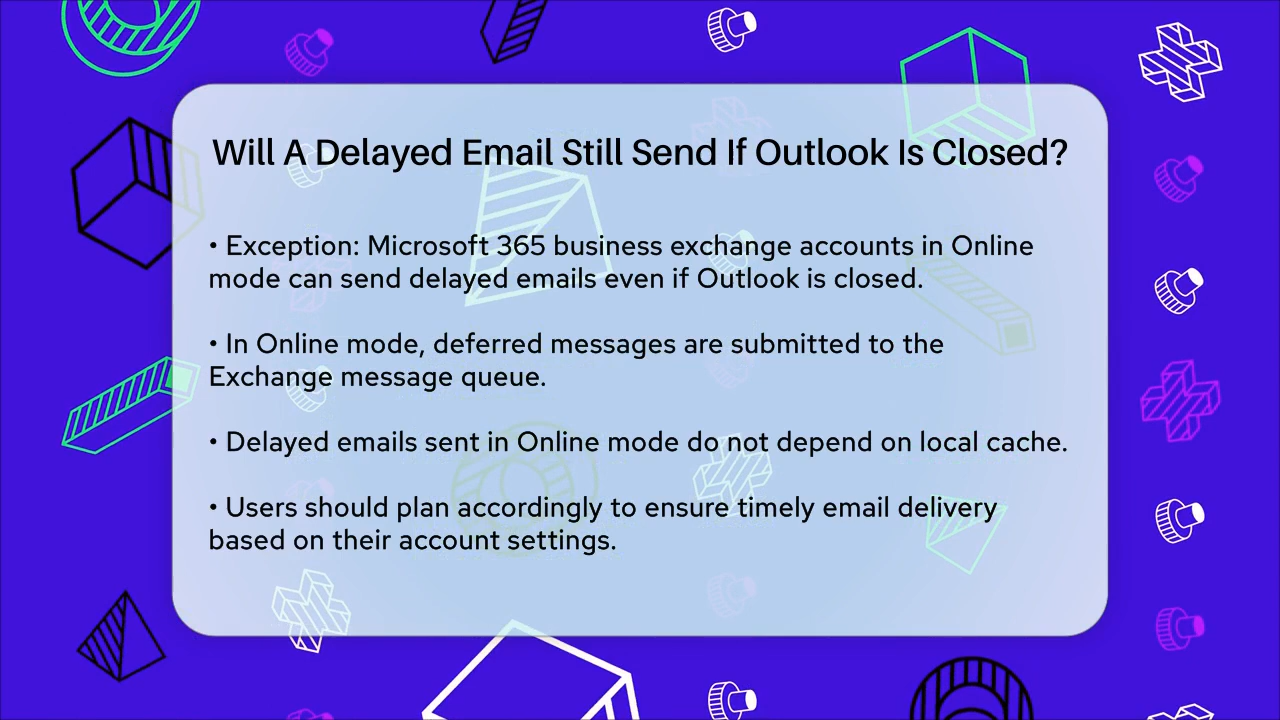 Will A Delayed Email Still Send If Outlook Is Closed?
• Exception: Microsoft 365 business exchange accounts in Online
mode can send delayed emails even if Outlook is closed.
• In Online mode, deferred messages are submitted to the
Exchange message queue.
• Delayed emails sent in Online mode do not depend on local cache.
• Users should plan accordingly to ensure timely email delivery
based on their account settings.